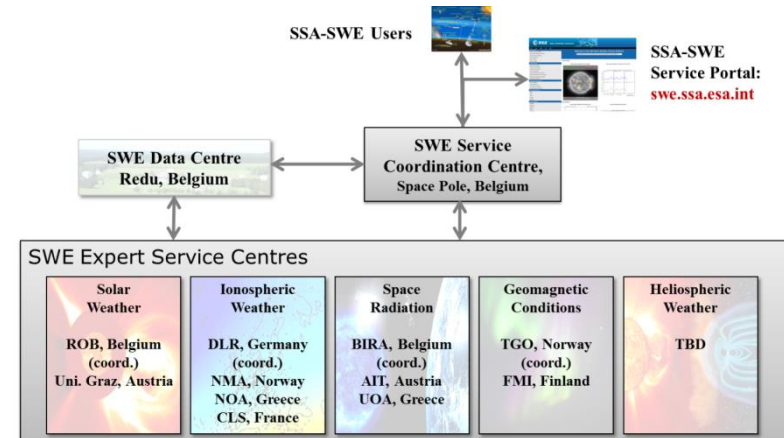 SSA-SWE Users
SSA-SWE
Service Portal:
swe.ssa.esa.int
SWE Data Centre
Redu, Belgium
SWE Service
Coordination Centre,
Space Pole, Belgium
SWE Expert Service Centres
Solar
Weather
ROB, Belgium
(coord.)
Uni. Graz, Austria
Ionospheric
Weather
DLR, Germany
(coord.)
NMA, Norway
NOA, Greece
CLS, France
Space
Radiation
BIRA, Belgium
(coord.)
AIT, Austria
UOA, Greece
Geomagnetic
Conditions
TGO, Norway
(coord.)
FMI, Finland
Heliospheric
Weather
TBD